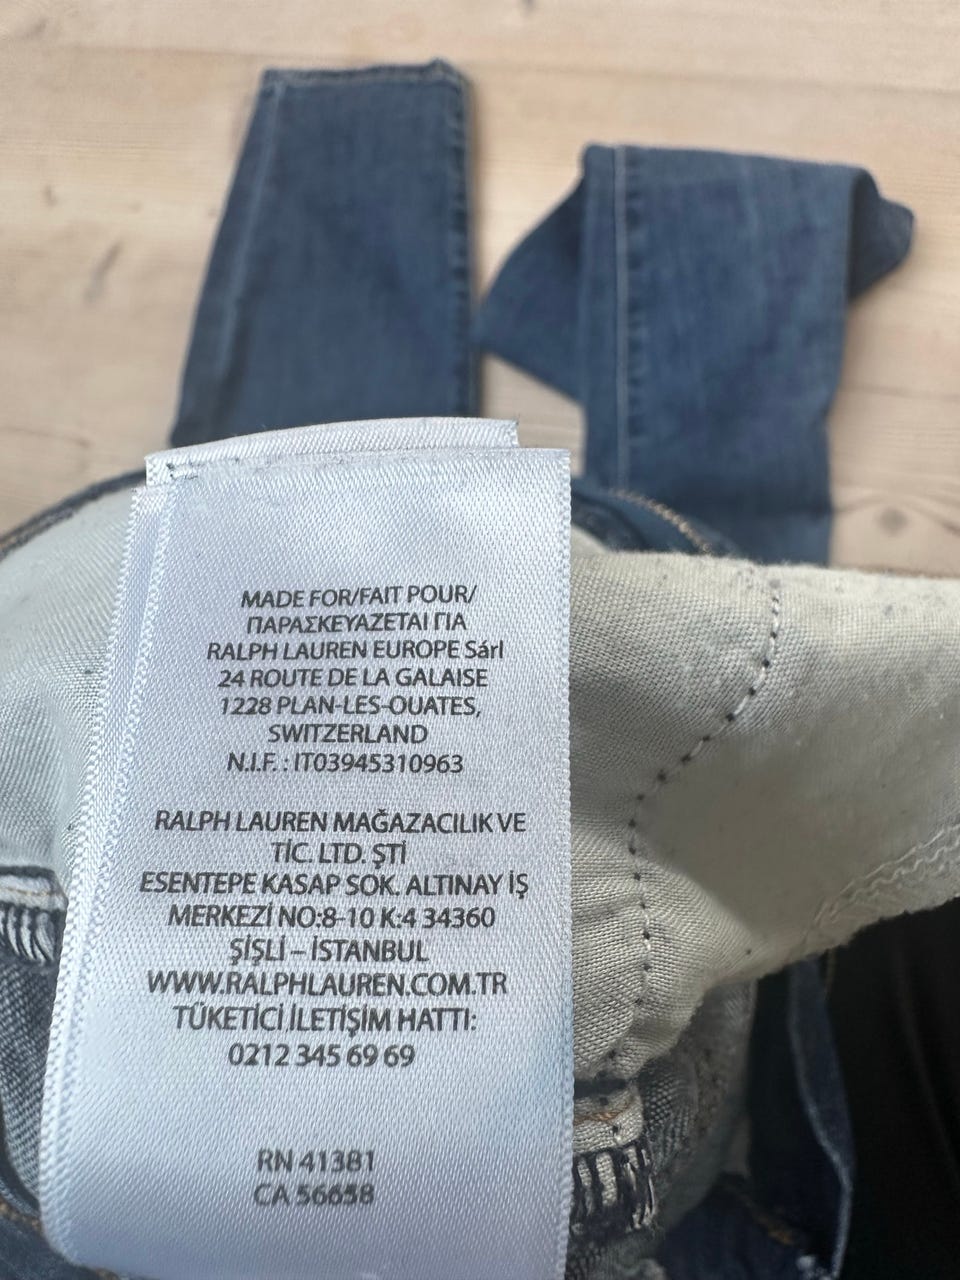 MADE FOR/FAIT POUR/
ΠΑΡΑΣΚΕΥΑΖΕΤΑΙ ΓΙΑ
RALPH LAUREN EUROPE Sárl
24 ROUTE DE LA GALAISE
1228 PLAN-LES-OUATES,
SWITZERLAND
N.I.F. : IT03945310963
RALPH LAUREN MAĞAZACILIK VE
TİC. LTD. ŞTİ
ESENTEPE KASAP SOK. ALTINAY İŞ
MERKEZİ NO:8-10 K:4 34360
ŞİŞLİ – İSTANBUL
WWW.RALPHLAUREN.COM.TR
TÜKETİCİ İLETİŞİM HATTI:
0212 345 69 69
RN 41381
CA 56658